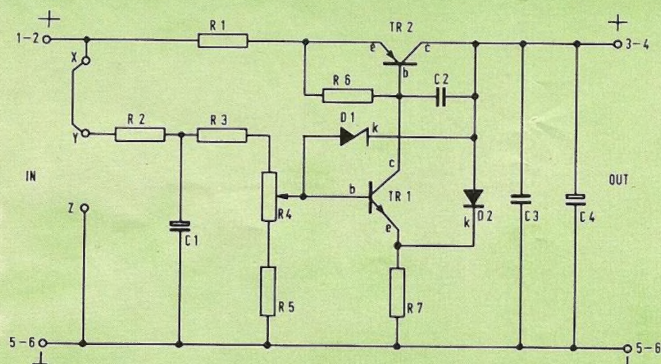 + +
R1 TR2
1-2 e c 3-4
X b
R6 C2
R2 R3 D1
Y k
c
IN b TR1 OUT
Z R4 D2 C3 C4
k
C1 e
R5 R7
5-6 5-6